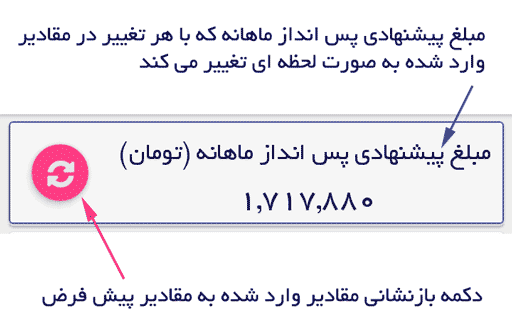 مبلغ پیشنهادی پس انداز ماهانه که با هر تغییر در مقادیر
وارد شده به صورت لحظه ای تغییر می کند
مبلغ پیشنهادی پس انداز ماهانه (تومان)
۱,۷۱۷,۸۸۰
دکمه بازنشانی مقادیر وارد شده به مقادیر پیش فرض